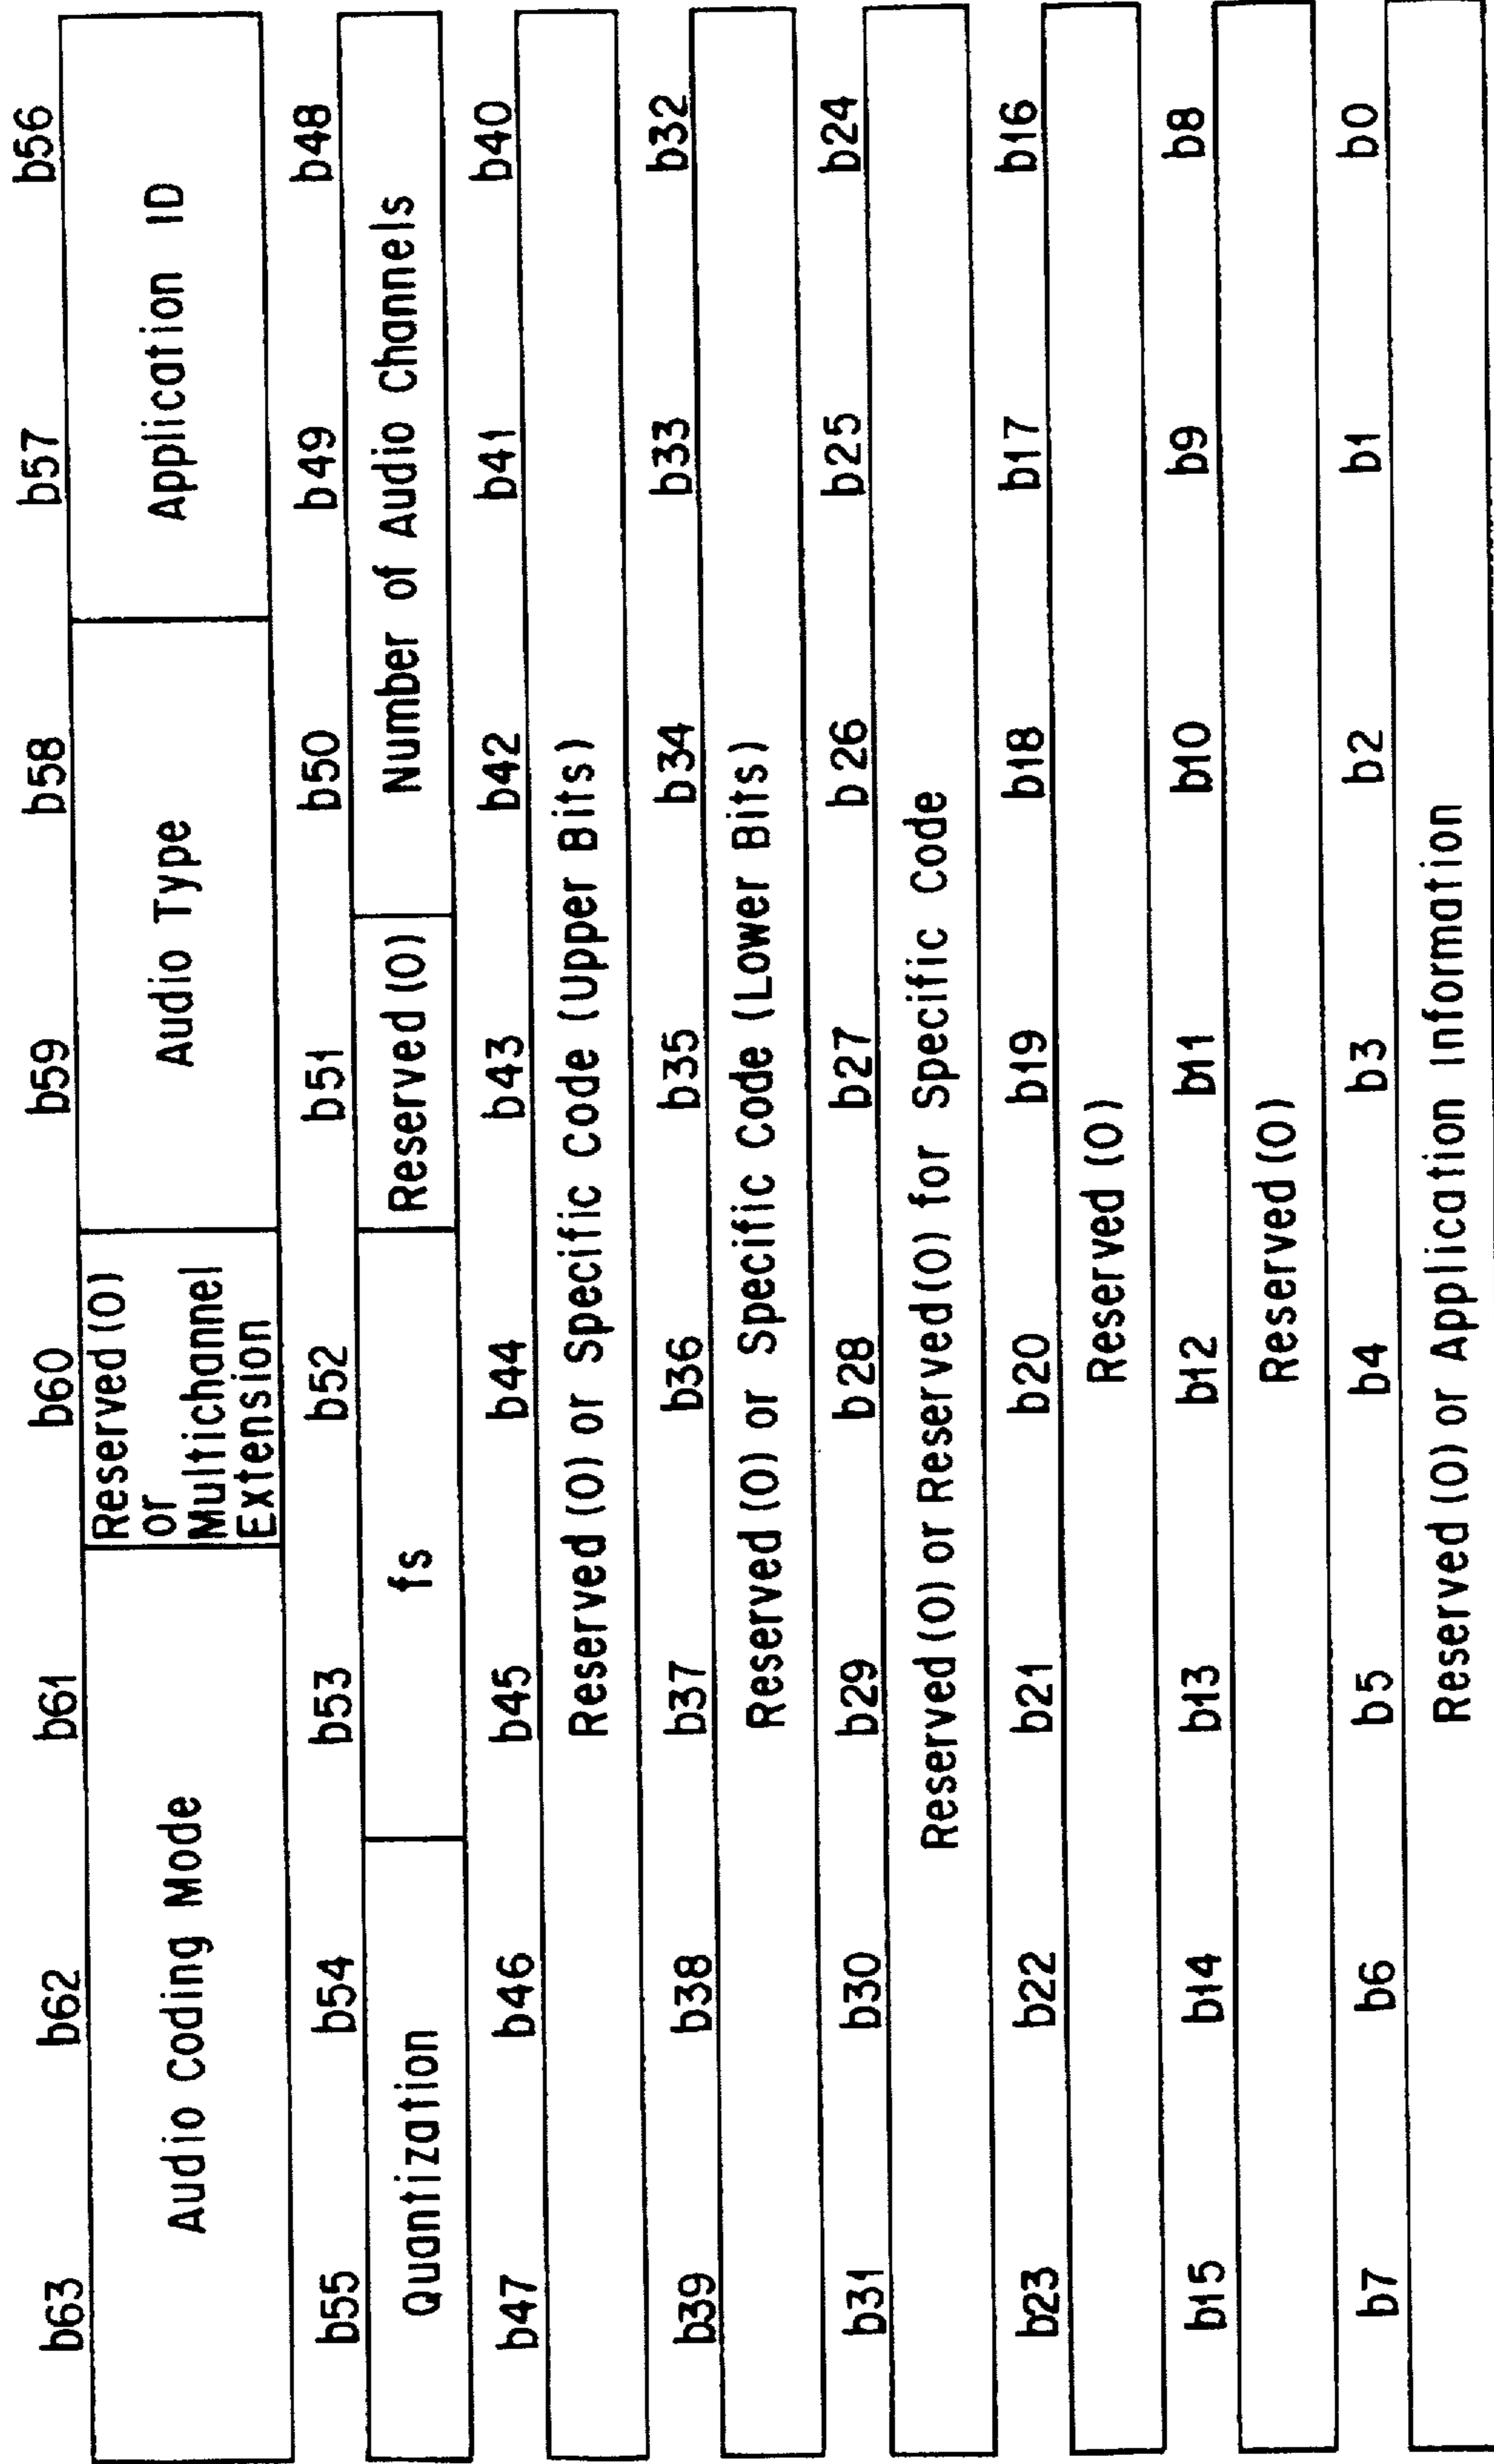 b63 b62 b61 b60 b59 b58 b57 b56
Audio Coding Mode
Reserved (0)
or
Multichannel
Extension
Audio Type
Application ID
b55 b54 b53 b52 b51 b50 b49 b48
Quantization
fs
Reserved (0)
Number of Audio Channels
b47 b46 b45 b44 b43 b42 b41 b40
Reserved (0) or Specific Code (Upper Bits)
b39 b38 b37 b36 b35 b34 b33 b32
Reserved (0) or Specific Code (Lower Bits)
b31 b30 b29 b28 b27 b26 b25 b24
Reserved (0) or Reserved (0) for Specific Code
b23 b22 b21 b20 b19 b18 b17 b16
Reserved (0)
b15 b14 b13 b12 b11 b10 b9 b8
Reserved (0)
b7 b6 b5 b4 b3 b2 b1 b0
Reserved (0) or Application Information